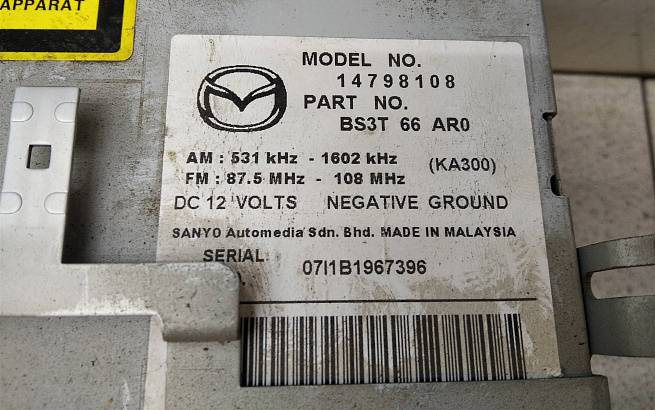 APPARAT
MODEL NO.
14798108
PART NO.
BS3T 66 AR0
AM : 531 kHz - 1602 kHz (KA300)
FM : 87.5 MHz - 108 MHz
DC 12 VOLTS NEGATIVE GROUND
SANYO Automedia Sdn. Bhd. MADE IN MALAYSIA
SERIAL
07I1B1967396